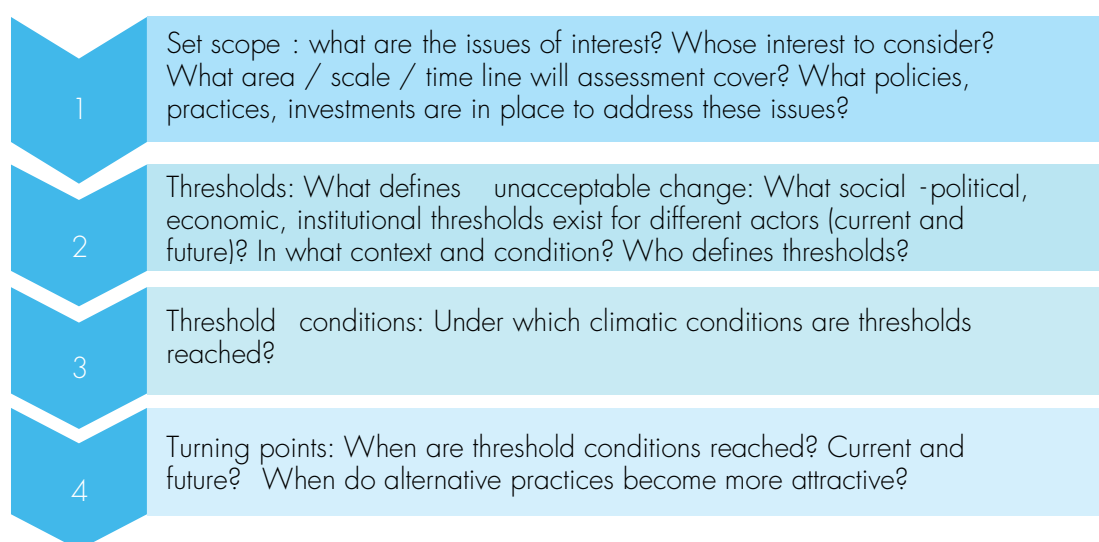 1
Set scope : what are the issues of interest? Whose interest to consider?
What area / scale / time line will assessment cover? What policies,
practices, investments are in place to address these issues?
2
Thresholds: What defines unacceptable change: What social -political,
economic, institutional thresholds exist for different actors (current and
future)? In what context and condition? Who defines thresholds?
3
Threshold conditions: Under which climatic conditions are thresholds
reached?
4
Turning points: When are threshold conditions reached? Current and
future? When do alternative practices become more attractive?